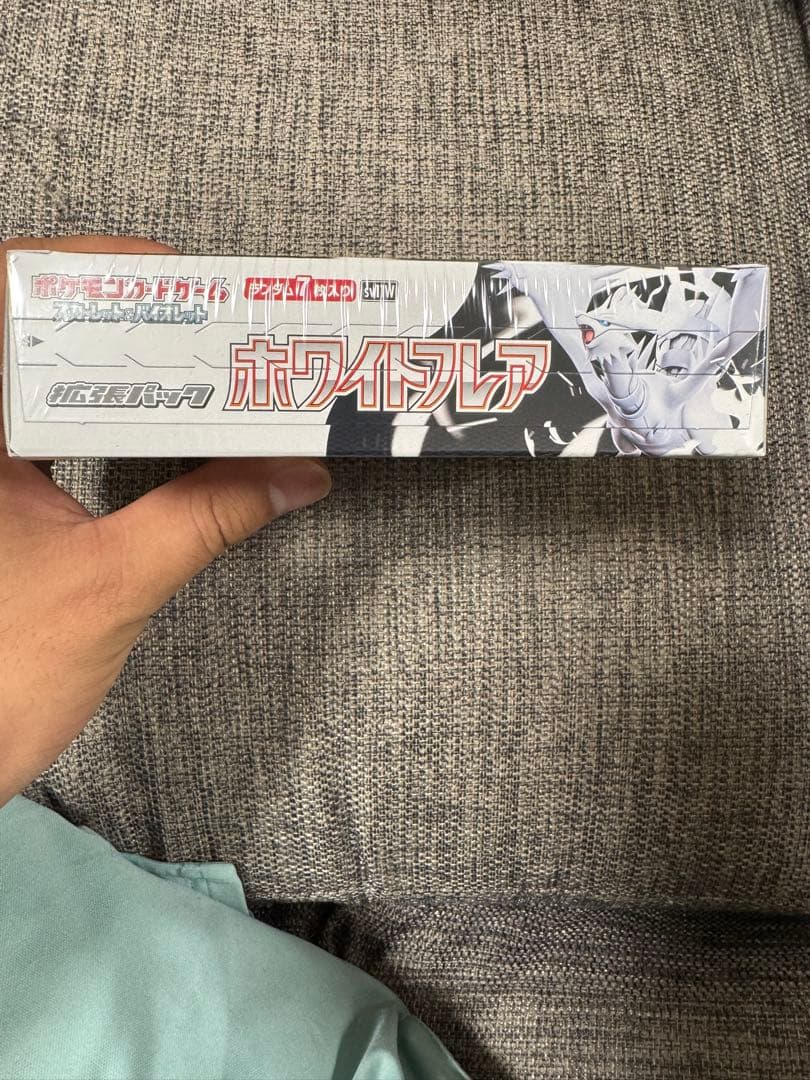 ポケモンカードゲーム ランダム7枚入り SV11W
スカーレット&バイオレット
拡張パック ホワイトフレア